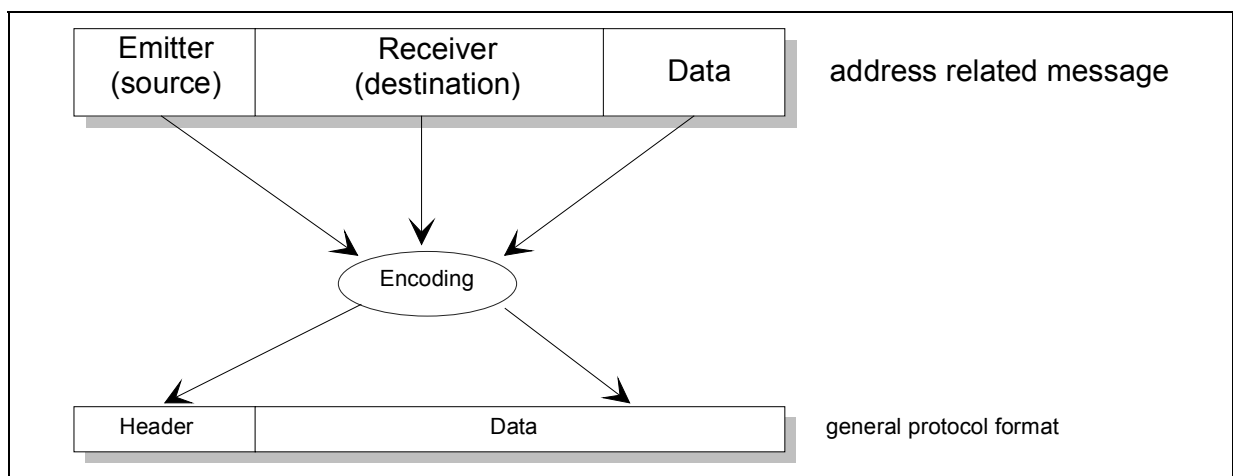 Emitter
(source)
Receiver
(destination)
Data
address related message
Encoding
Header
Data
general protocol format